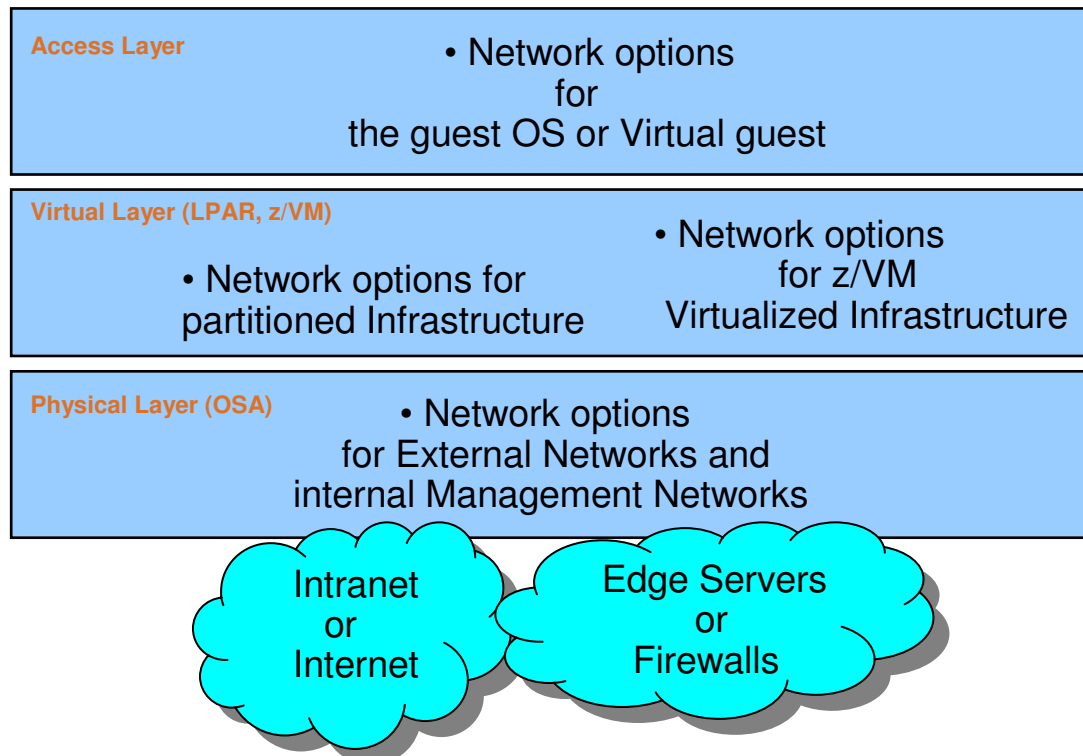 Access Layer
• Network options
for
the guest OS or Virtual guest
Virtual Layer (LPAR, z/VM)
• Network options for
partitioned Infrastructure
• Network options
for z/VM
Virtualized Infrastructure
Physical Layer (OSA)
• Network options
for External Networks and
internal Management Networks
Intranet
or
Internet
Edge Servers
or
Firewalls